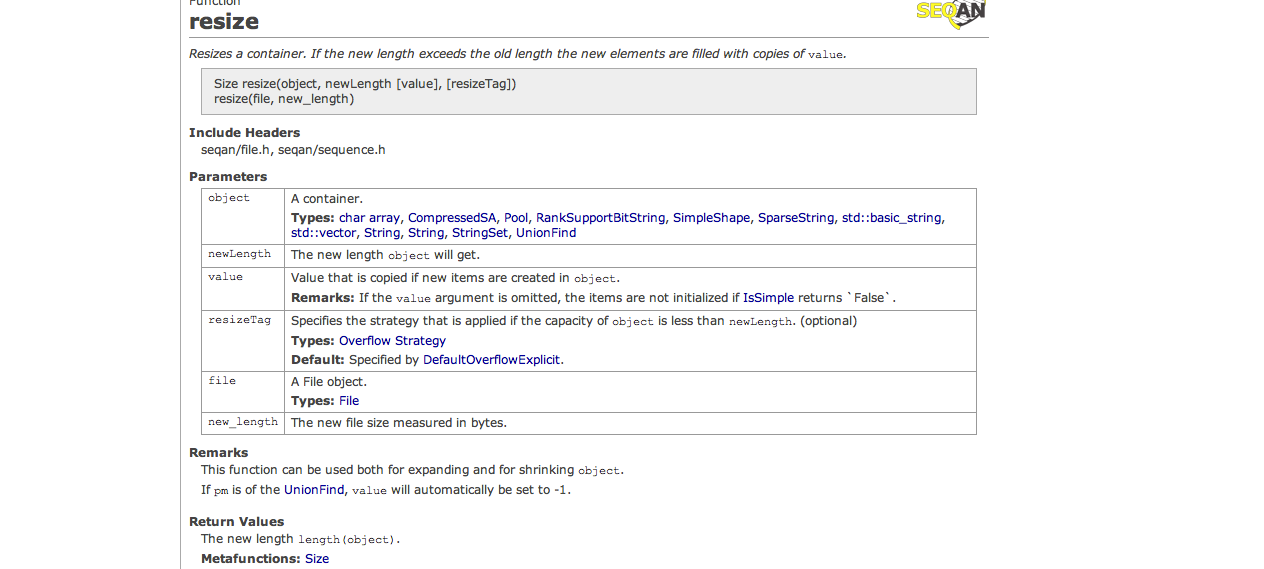 Function
resize
SEQAN
Resizes a container. If the new length exceeds the old length the new elements are filled with copies of value.
Size resize(object, newLength [value], [resizeTag])
resize(file, new_length)
Include Headers
seqan/file.h, seqan/sequence.h
Parameters
object
A container.
Types: char array, CompressedSA, Pool, RankSupportBitString, SimpleShape, SparseString, std::basic_string,
std::vector, String, String, StringSet, UnionFind
newLength
The new length object will get.
value
Value that is copied if new items are created in object.
Remarks: If the value argument is omitted, the items are not initialized if IsSimple returns `False`.
resizeTag
Specifies the strategy that is applied if the capacity of object is less than newLength. (optional)
Types: Overflow Strategy
Default: Specified by DefaultOverflowExplicit.
file
A File object.
Types: File
new_length
The new file size measured in bytes.
Remarks
This function can be used both for expanding and for shrinking object.
If pm is of the UnionFind, value will automatically be set to -1.
Return Values
The new length length(object).
Metafunctions: Size